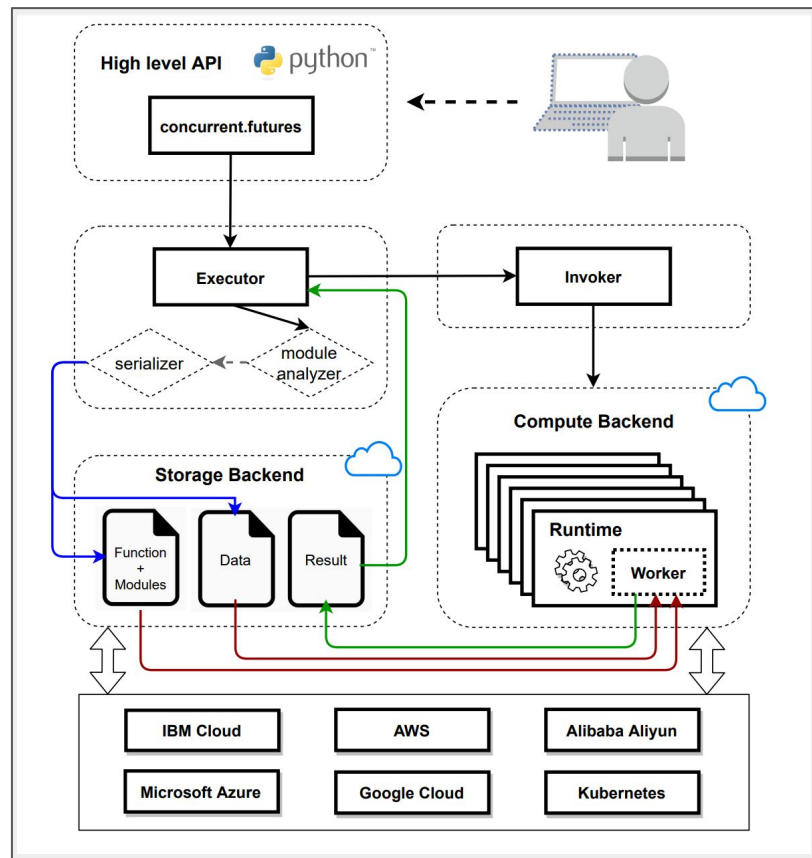 High level API
python™
concurrent.futures
Executor
Invoker
serializer
module
analyzer
Compute Backend
Storage Backend
Function
+
Modules
Data
Result
Runtime
Worker
IBM Cloud
AWS
Alibaba Aliyun
Microsoft Azure
Google Cloud
Kubernetes